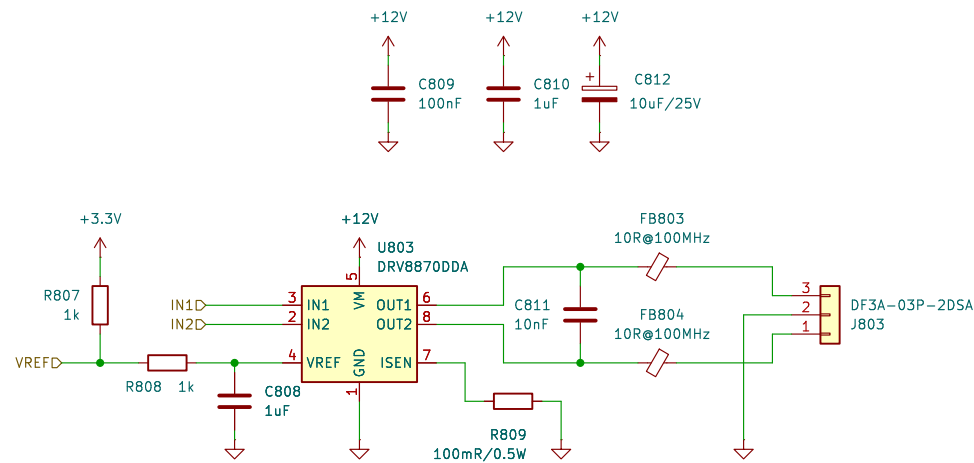 +12V
+12V
+12V
C809
100nF
C810
1uF
+
C812
10uF/25V
+3.3V
+12V
U803
DRV8870DDA
FB803
10R@100MHz
R807
1k
IN1
IN2
3
2
IN1
IN2
5
VM
OUT1
OUT2
6
8
C811
10nF
FB804
10R@100MHz
3
2
1
DF3A-03P-2DSA
J803
VREF
R808 1k
4
VREF
GND
1
ISEN
7
C808
1uF
R809
100mR/0.5W